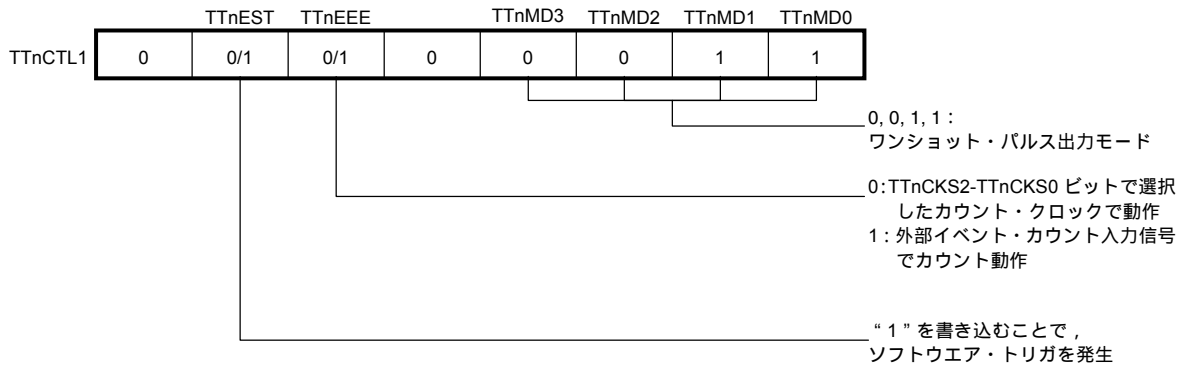 TTnEST TTnEEE TTnMD3 TTnMD2 TTnMD1 TTnMD0
TTnCTL1 0 0/1 0/1 0 0 0 1 1
0, 0, 1, 1：
ワンショット・パルス出力モード
0：TTnCKS2-TTnCKS0 ビットで選択
したカウント・クロックで動作
1：外部イベント・カウント入力信号
でカウント動作
“1”を書き込むことで，
ソフトウエア・トリガを発生